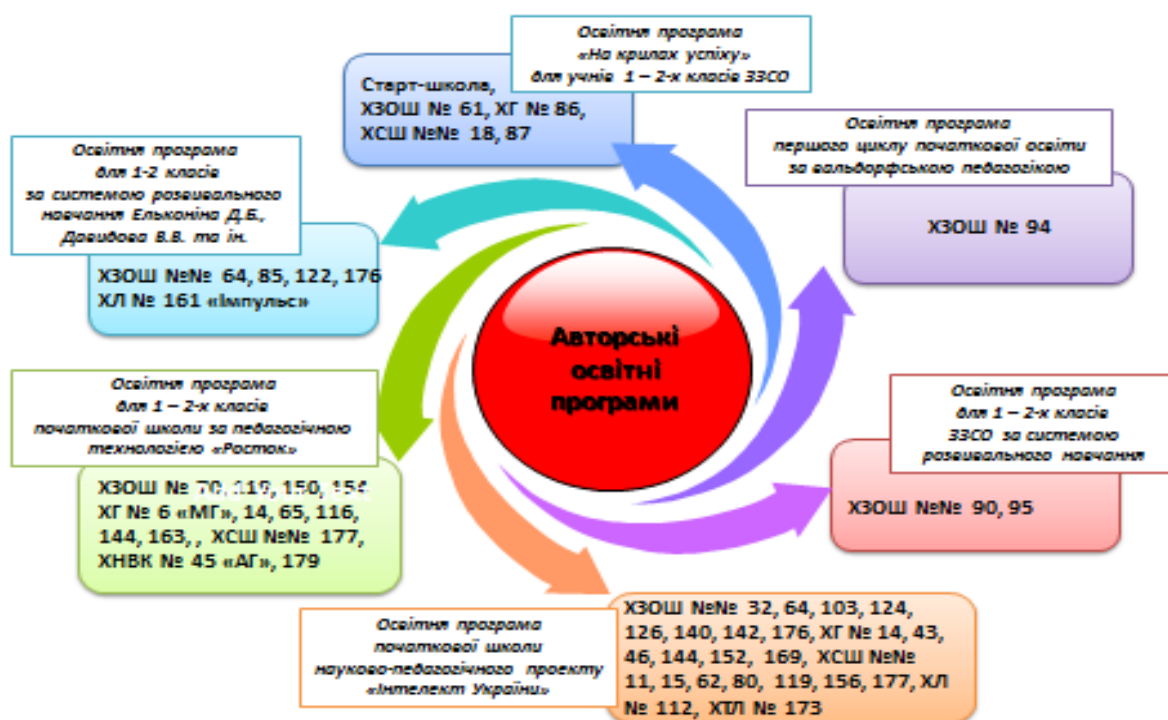 Освітня програма
«На крилах успіху»
для учнів 1 – 2-х класів ЗЗСО
Старт-школа,
ХЗОШ № 61, ХГ № 86,
ХСШ №№ 18, 87
Освітня програма
першого циклу початкової освіти
за вальдорфською педагогікою
ХЗОШ № 94
Освітня програма
для 1-2 класів
за системою розвивального
навчання Ельконіна Д.Б.,
Давидова В.В. та ін.
ХЗОШ №№ 64, 85, 122, 176
ХЛ № 161 «Імпульс»
Авторські
освітні
програми
Освітня програма
для 1 – 2-х класів
початкової школи за педагогічною
технологією «Росток»
ХЗОШ № 70, 119, 150,
ХГ № 6 «МГ», 14, 65, 116,
144, 163, , ХСШ №№ 177,
ХНВК № 45 «АГ», 179
Освітня програма
для 1 – 2-х класів
ЗЗСО за системою
розвивального навчання
ХЗОШ №№ 90, 95
Освітня програма
початкової школи
науково-педагогічного проекту
«Інтелект України»
ХЗОШ №№ 32, 64, 103, 124,
126, 140, 142, 176, ХГ № 14, 43,
46, 144, 152, 169, ХСШ №№
11, 15, 62, 80, 119, 156, 177, ХЛ
№ 112, ХТЛ № 173